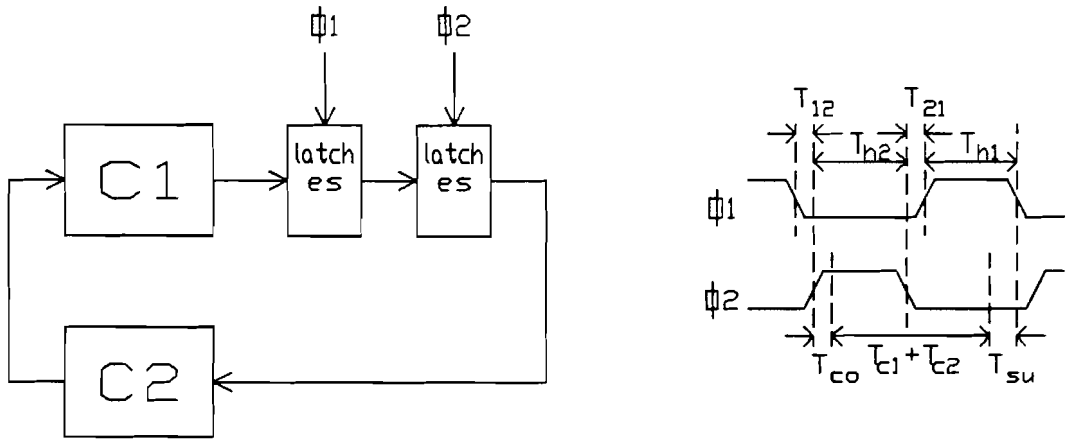 ϕ1
ϕ2
C1
latch
es
latch
es
C2
T12
T21
Th2
Th1
ϕ1
ϕ2
Tco
Tc1 + Tc2
Tsu